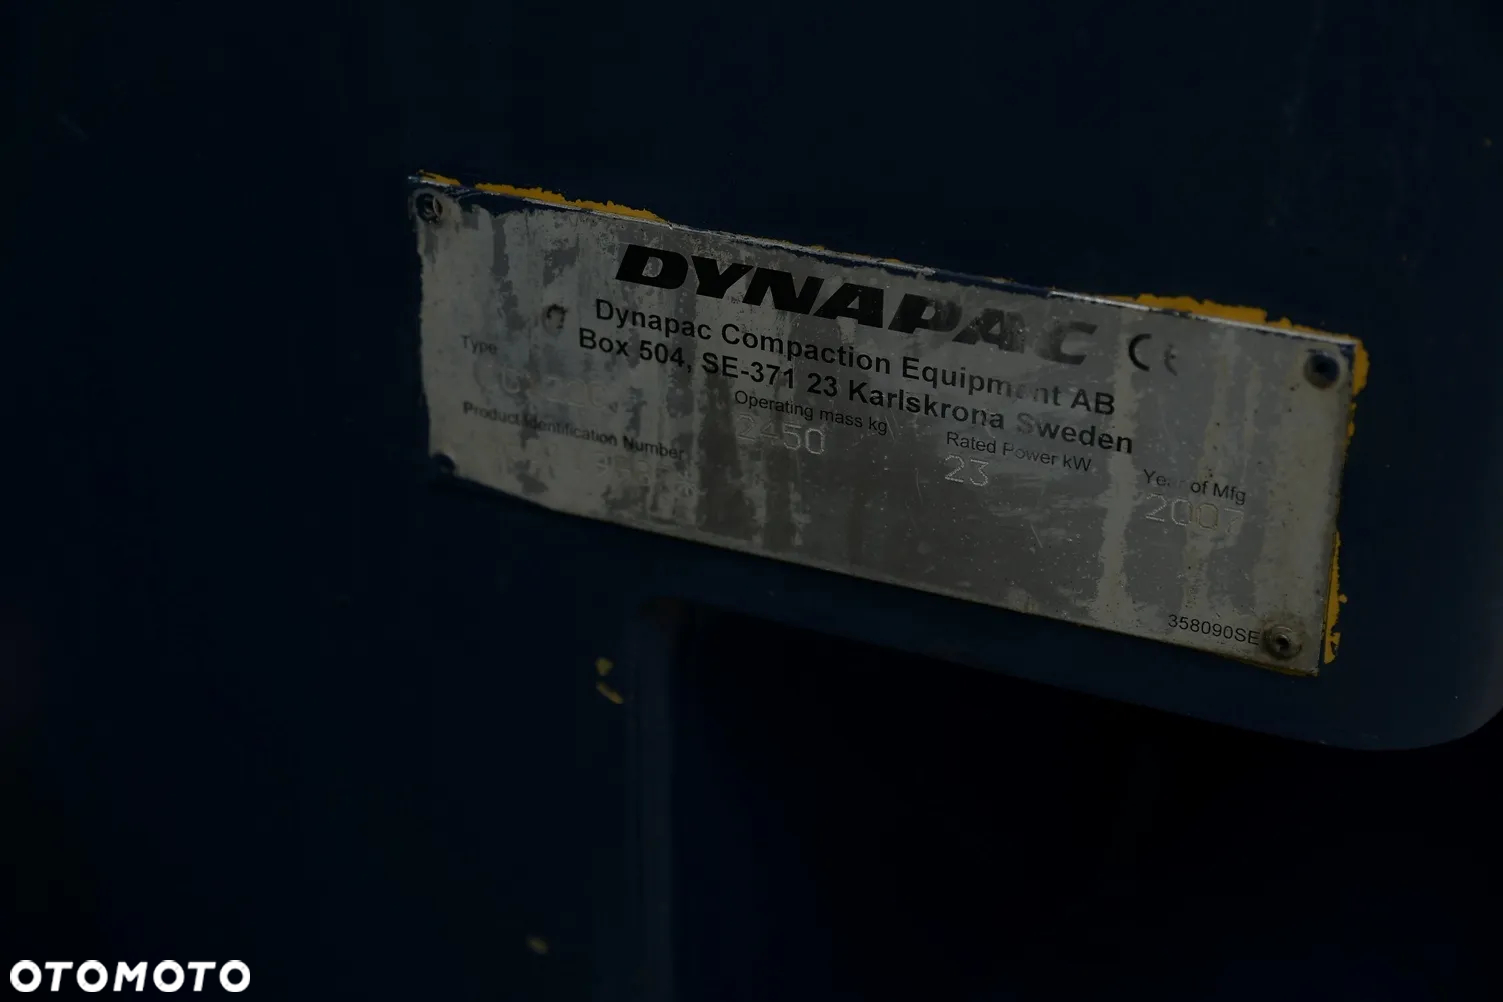 DYNAPAC CE
Dynapac Compaction Equipment AB
Box 504, SE-371 23 Karlskrona Sweden
Type
Operating mass kg
Rated Power kW
Year of Mfg
2450
23
2007
Product Identification Number
358090SE
OTOMOTO